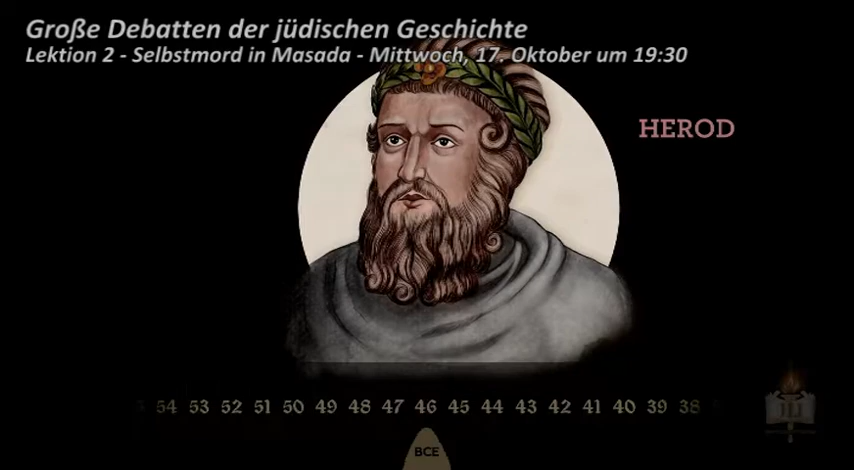 Große Debatten der jüdischen Geschichte
Lektion 2 - Selbstmord in Masada - Mittwoch, 17. Oktober um 19:30
HEROD
54 53 52 51 50 49 48 47 46 45 44 43 42 41 40 39 38
JLI
BCE